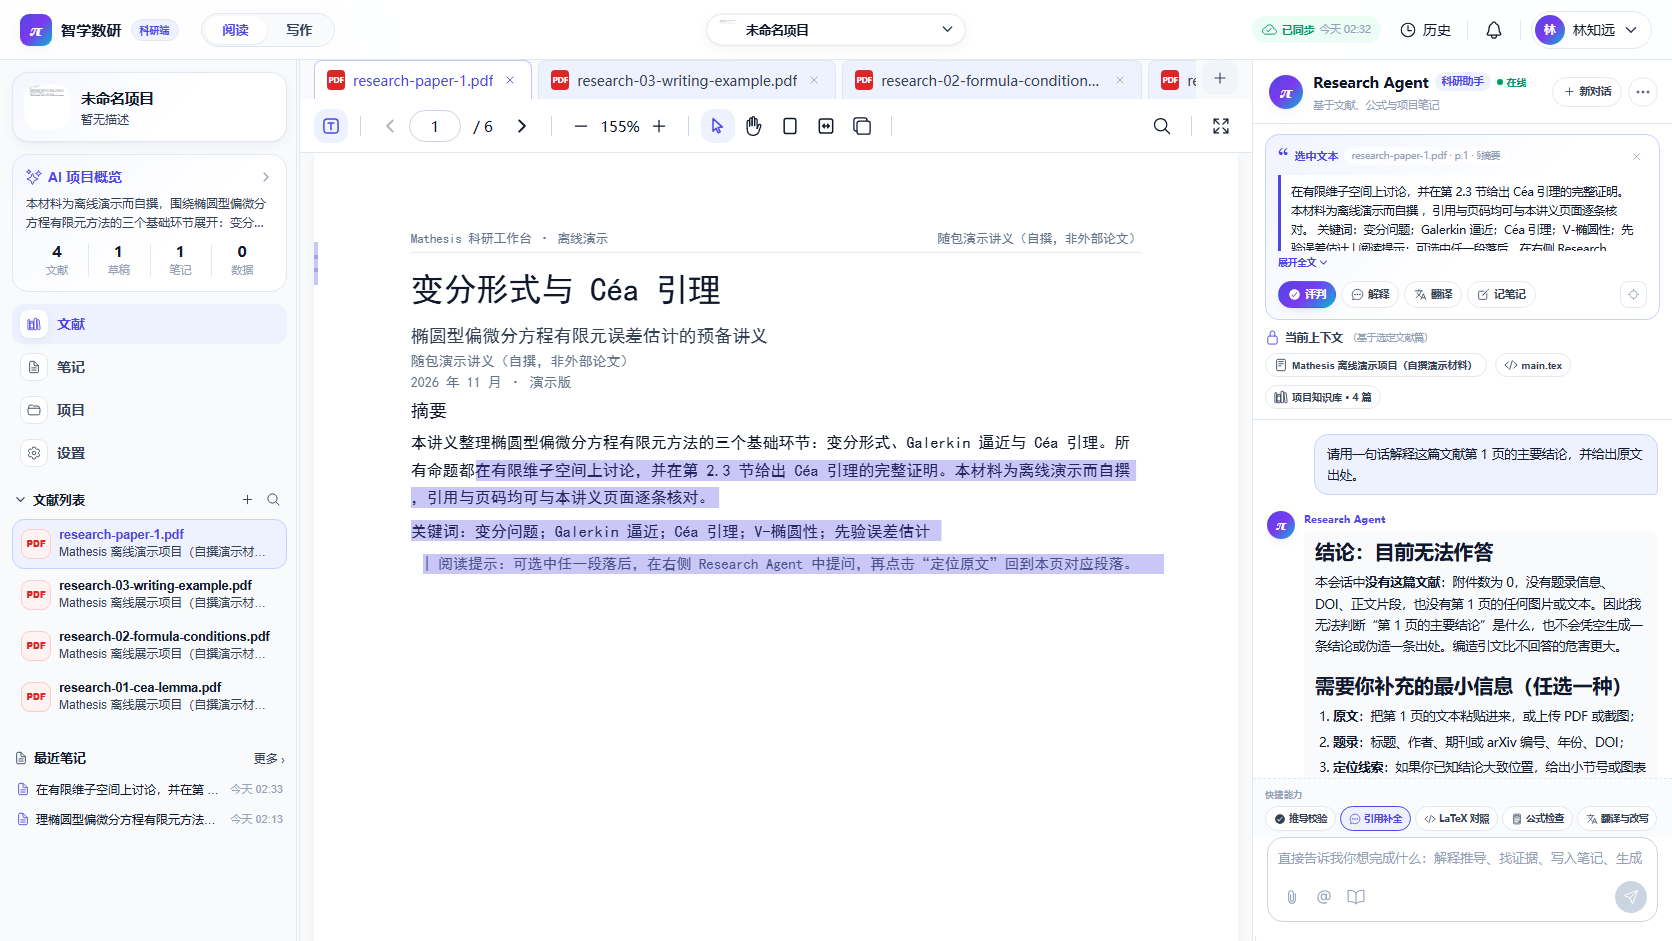 π 智学数研 科研端 阅读 写作 未命名项目 已同步 今天 02:32 历史 林 林知远
未命名项目
暂无描述
AI 项目概览
本材料为离线演示而自撰，围绕椭圆型偏微分
方程有限元方法的三个基础环节展开：变分...
4 1 1 0
文献 草稿 笔记 数据
文献
笔记
项目
设置
文献列表
PDF research-paper-1.pdf
Mathesis 离线演示项目（自撰演示材...
PDF research-03-writing-example.pdf
Mathesis 离线展示项目（自撰演示材...
PDF research-02-formula-conditions.pdf
Mathesis 离线展示项目（自撰演示材...
PDF research-01-cea-lemma.pdf
Mathesis 离线展示项目（自撰演示材...
最近笔记 更多 ›
在有限维子空间上讨论，并在第 ... 今天 02:33
理椭圆型偏微分方程有限元方法... 今天 02:13
PDF research-paper-1.pdf × PDF research-03-writing-example.pdf × PDF research-02-formula-condition... × PDF +
1 / 6 155%
Mathesis 科研工作台 · 离线演示 随包演示讲义（自撰，非外部论文）
变分形式与 Céa 引理
椭圆型偏微分方程有限元误差估计的预备讲义
随包演示讲义（自撰，非外部论文）
2026 年 11 月 · 演示版
摘要
本讲义整理椭圆型偏微分方程有限元方法的三个基础环节：变分形式、Galerkin 逼近与 Céa 引理。所
有命题都在有限维子空间上讨论，并在第 2.3 节给出 Céa 引理的完整证明。本材料为离线演示而自撰
，引用与页码均可与本讲义页面逐条核对。
关键词：变分问题；Galerkin 逼近；Céa 引理；V-椭圆性；先验误差估计
| 阅读提示：可选中任一段落后，在右侧 Research Agent 中提问，再点击“定位原文”回到本页对应段落。
π Research Agent 科研助手 在线 + 新对话
基于文献、公式与项目笔记
选中文本 research-paper-1.pdf · p.1 · §摘要
在有限维子空间上讨论，并在第 2.3 节给出 Céa 引理的完整证明。
本材料为离线演示而自撰 ，引用与页码均可与本讲义页面逐条核
对。 关键词：变分问题；Galerkin 逼近；Céa 引理；V-椭圆性；先
验误差估计 | 阅读提示：可选中任一段落后，在右侧 Research
展开全文
评判 解释 翻译 记笔记
当前上下文 （基于选定文献篇）
Mathesis 离线演示项目（自撰演示材料） </> main.tex
项目知识库 • 4 篇
请用一句话解释这篇文献第 1 页的主要结论，并给出原文
出处。
π Research Agent
结论：目前无法作答
本会话中没有这篇文献：附件数为 0，没有题录信息、
DOI、正文片段，也没有第 1 页的任何图片或文本。因此我
无法判断“第 1 页的主要结论”是什么，也不会凭空生成一
条结论或伪造一条出处。编造引文比不回答的危害更大。
需要你补充的最小信息（任选一种）
1. 原文：把第 1 页的文本粘贴进来，或上传 PDF 或截图；
2. 题录：标题、作者、期刊或 arXiv 编号、年份、DOI；
3. 定位线索：如果你已知结论大致位置，给出小节号或图表
快捷能力
推导校验 引用补全 </> LaTeX 对照 公式检查 翻译与改写
直接告诉我你想完成什么：解释推导、找证据、写入笔记、生成